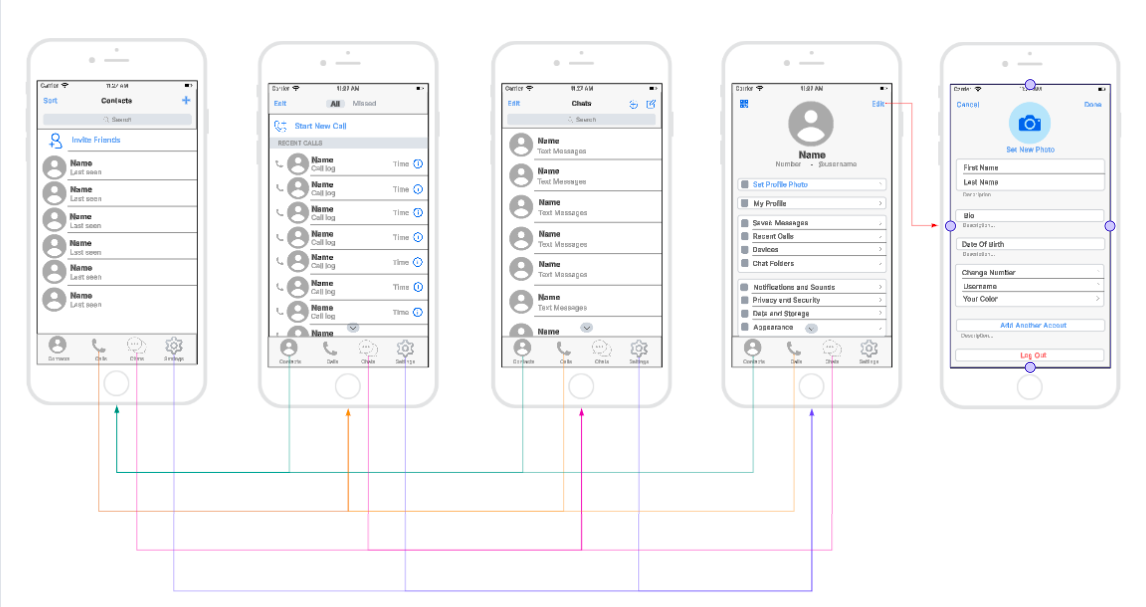 Carrier 11:27 AM
Sort Contacts +
Search
Invite Friends
Name
Last seen
Name
Last seen
Name
Last seen
Name
Last seen
Name
Last seen
Name
Last seen
Contacts Calls Chats Settings
Carrier 11:27 AM
Edit All Missed
Start New Call
RECENT CALLS
Name
Call log
Time
Name
Call log
Time
Name
Call log
Time
Name
Call log
Time
Name
Call log
Time
Name
Call log
Time
Name
Call log
Time
Name
Contacts Calls Chats Settings
Carrier 11:27 AM
Edit Chats
Search
Name
Text Messages
Name
Text Messages
Name
Text Messages
Name
Text Messages
Name
Text Messages
Name
Text Messages
Name
Contacts Calls Chats Settings
Carrier 11:27 AM
Edit
Name
Number - @username
Set Profile Photo
My Profile
Saved Messages
Recent Calls
Devices
Chat Folders
Notifications and Sounds
Privacy and Security
Data and Storage
Appearance
Contacts Calls Chats Settings
Carrier 11:27 AM
Cancel Done
Set New Photo
First Name
Last Name
Description
Bio
Description...
Date Of Birth
Description...
Change Number
Username
Your Color
Add Another Account
Description...
Log Out